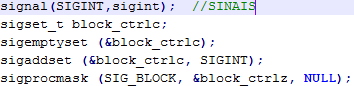 signal(SIGINT,sigint);  //SINAIS
sigset_t block_ctrlc;
sigemptyset (&block_ctrlc);
sigaddset (&block_ctrlc, SIGINT);
sigprocmask (SIG_BLOCK, &block_ctrlz, NULL);